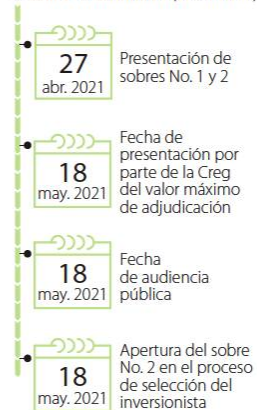 27
abr. 2021
Presentación de
sobres No. 1 y 2
18
may. 2021
Fecha de
presentación por
parte de la Creg
del valor máximo
de adjudicación
18
may. 2021
Fecha
de audiencia
pública
18
may. 2021
Apertura del sobre
No. 2 en el proceso
de selección del
inversionista